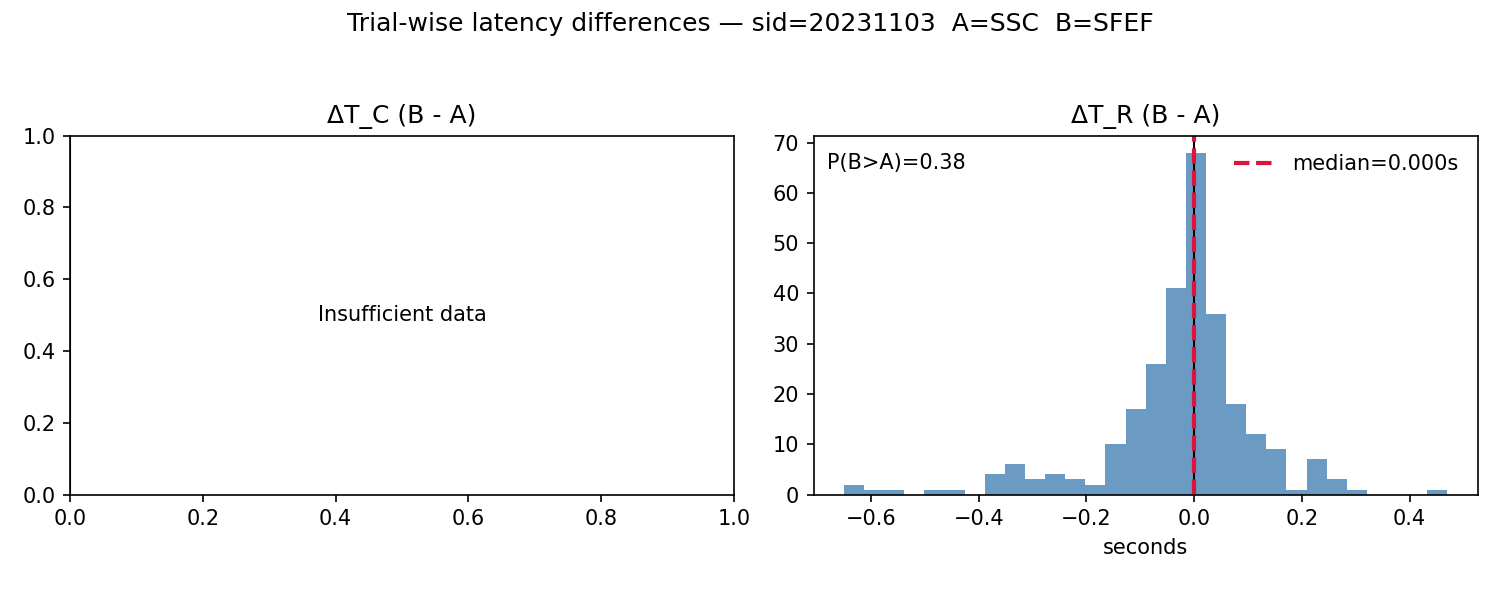 Trial-wise latency differences — sid=20231103  A=SSC  B=SFEF
ΔT_C (B - A)
1.0
0.8
0.6
0.4
0.2
0.0
Insufficient data
0.0 0.2 0.4 0.6 0.8 1.0
ΔT_R (B - A)
70
60
50
40
30
20
10
0
P(B>A)=0.38
median=0.000s
−0.6 −0.4 −0.2 0.0 0.2 0.4
seconds